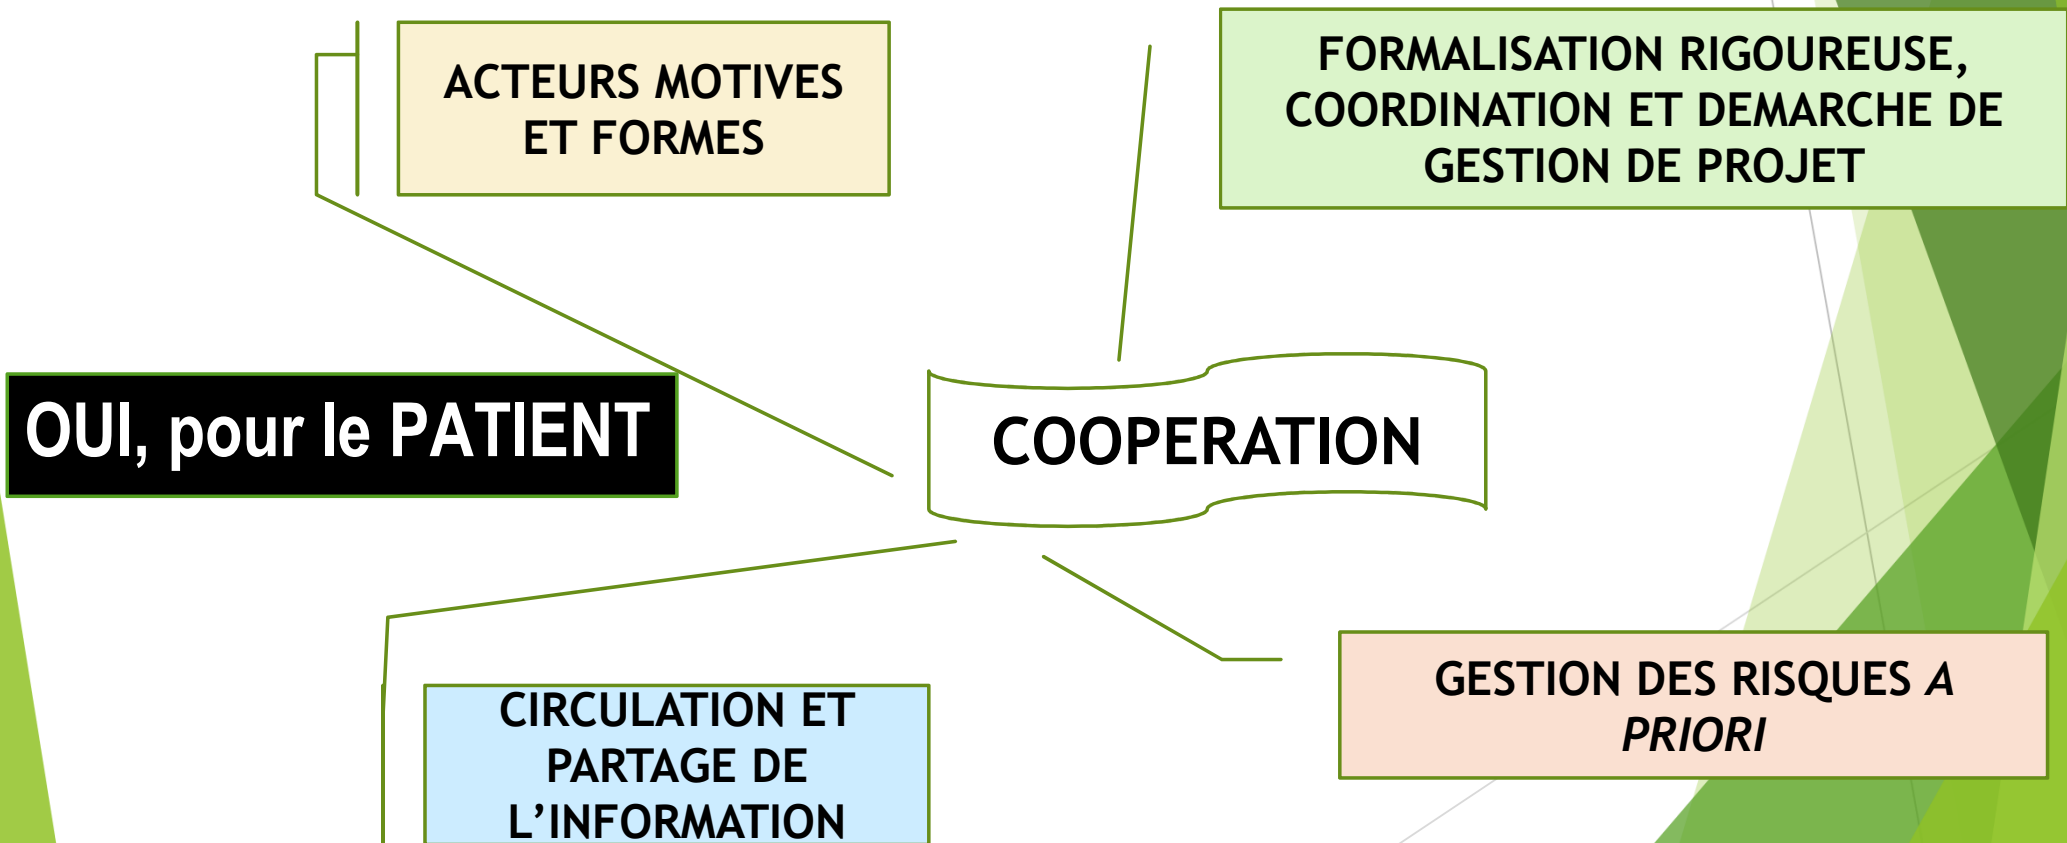 ACTEURS MOTIVES
ET FORMES
FORMALISATION RIGOUREUSE,
COORDINATION ET DEMARCHE DE
GESTION DE PROJET
OUI, pour le PATIENT
COOPERATION
CIRCULATION ET
PARTAGE DE
L’INFORMATION
GESTION DES RISQUES A
PRIORI